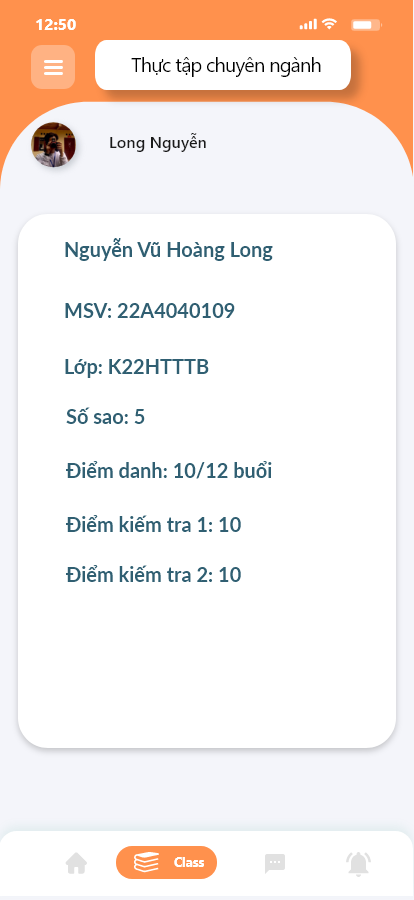 12:50
Thực tập chuyên ngành
Long Nguyễn
Nguyễn Vũ Hoàng Long
MSV: 22A4040109
Lớp: K22HTTTB
Số sao: 5
Điểm danh: 10/12 buổi
Điểm kiếm tra 1: 10
Điểm kiếm tra 2: 10
Class